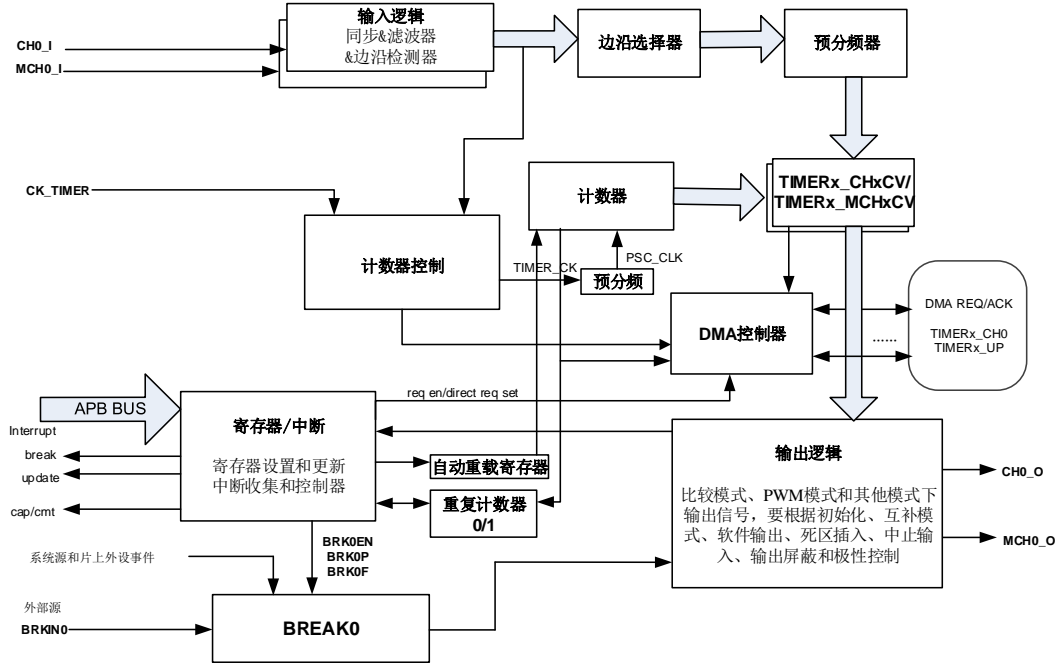 输入逻辑
同步&滤波器
&边沿检测器
边沿选择器
预分频器
CH0_I
MCH0_I
CK_TIMER
计数器控制
计数器
TIMERx_CHxCV/
TIMERx_MCHxCV
TIMER_CK
PSC_CLK
预分频
DMA控制器
DMA REQ/ACK
......
TIMERx_CH0
TIMERx_UP
APB BUS
req en/direct req set
Interrupt
break
update
cap/cmt
寄存器/中断
寄存器设置和更新
中断收集和控制器
自动重载寄存器
重复计数器
0/1
输出逻辑
比较模式、PWM模式和其他模式下
输出信号，要根据初始化、互补模
式、软件输出、死区插入、中止输
入、输出屏蔽和极性控制
CH0_O
MCH0_O
BRK0EN
BRK0P
BRK0F
系统源和片上外设事件
外部源
BRKIN0
BREAK0